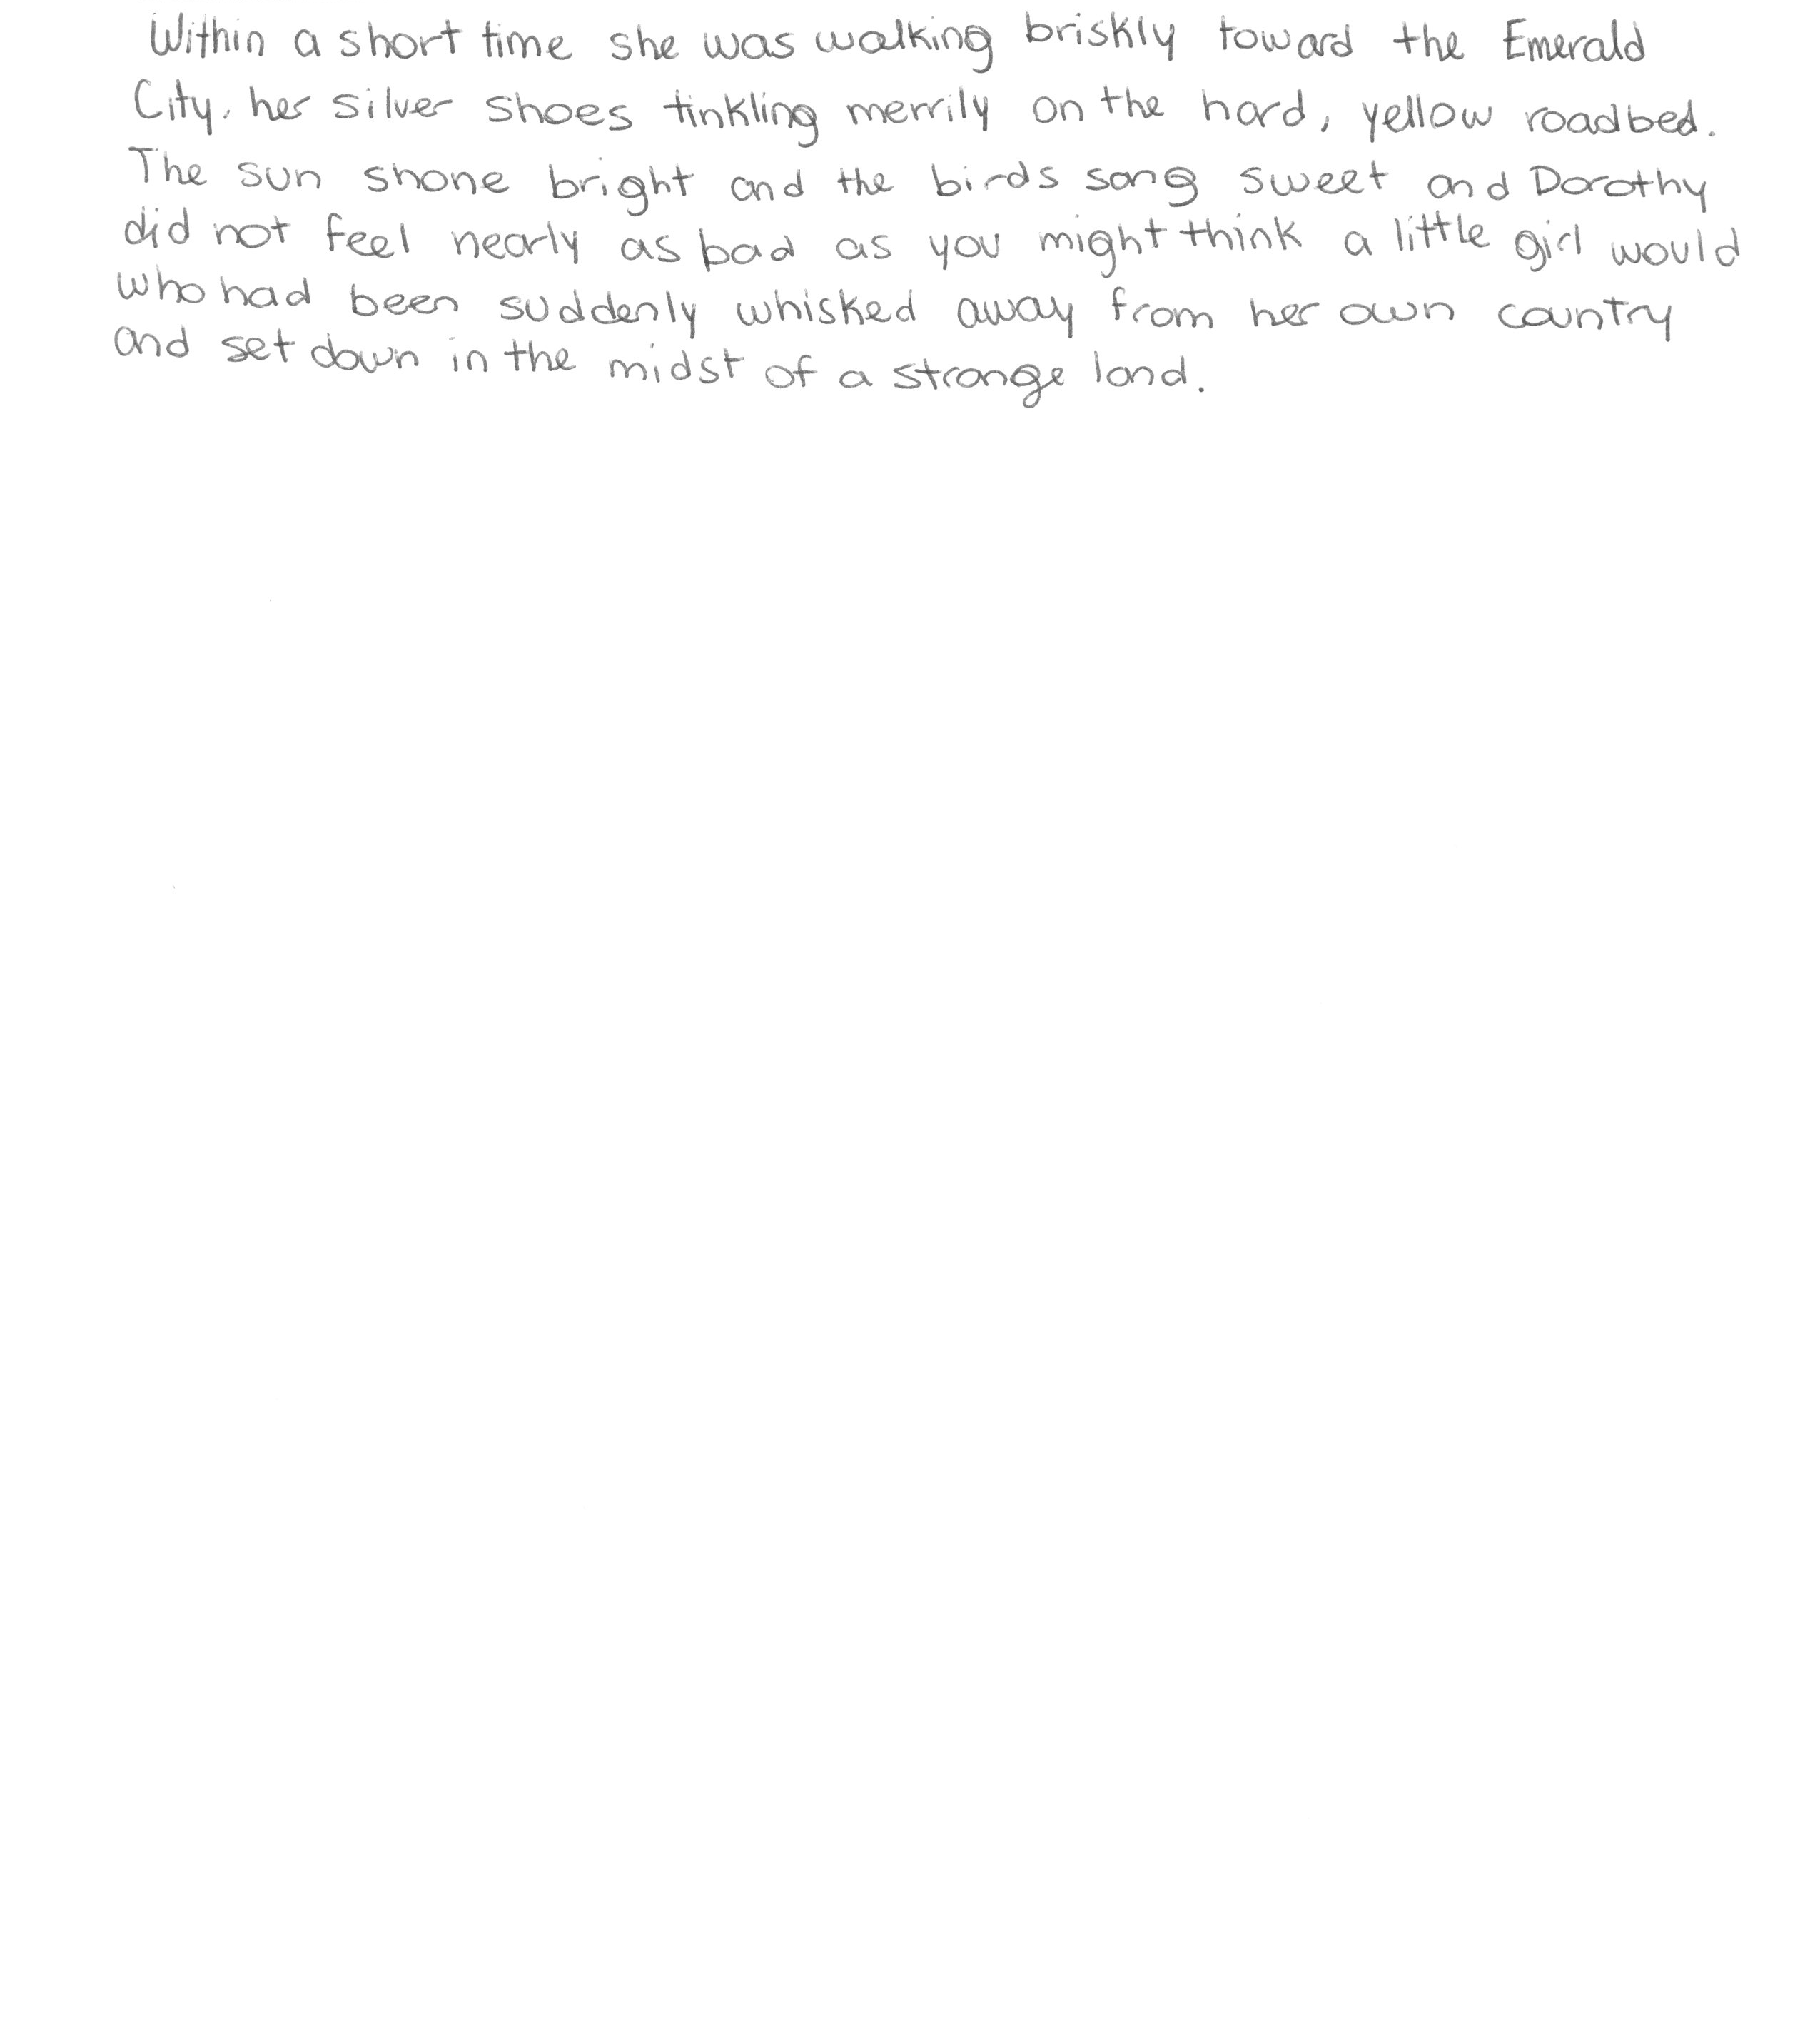 Within a short time she was walking briskly toward the Emerald
City, her silver shoes tinkling merrily on the hard, yellow roadbed.
The sun shone bright and the birds sang sweet and Dorothy
did not feel nearly as bad as you might think a little girl would
who had been suddenly whisked away from her own country
and set down in the midst of a strange land.